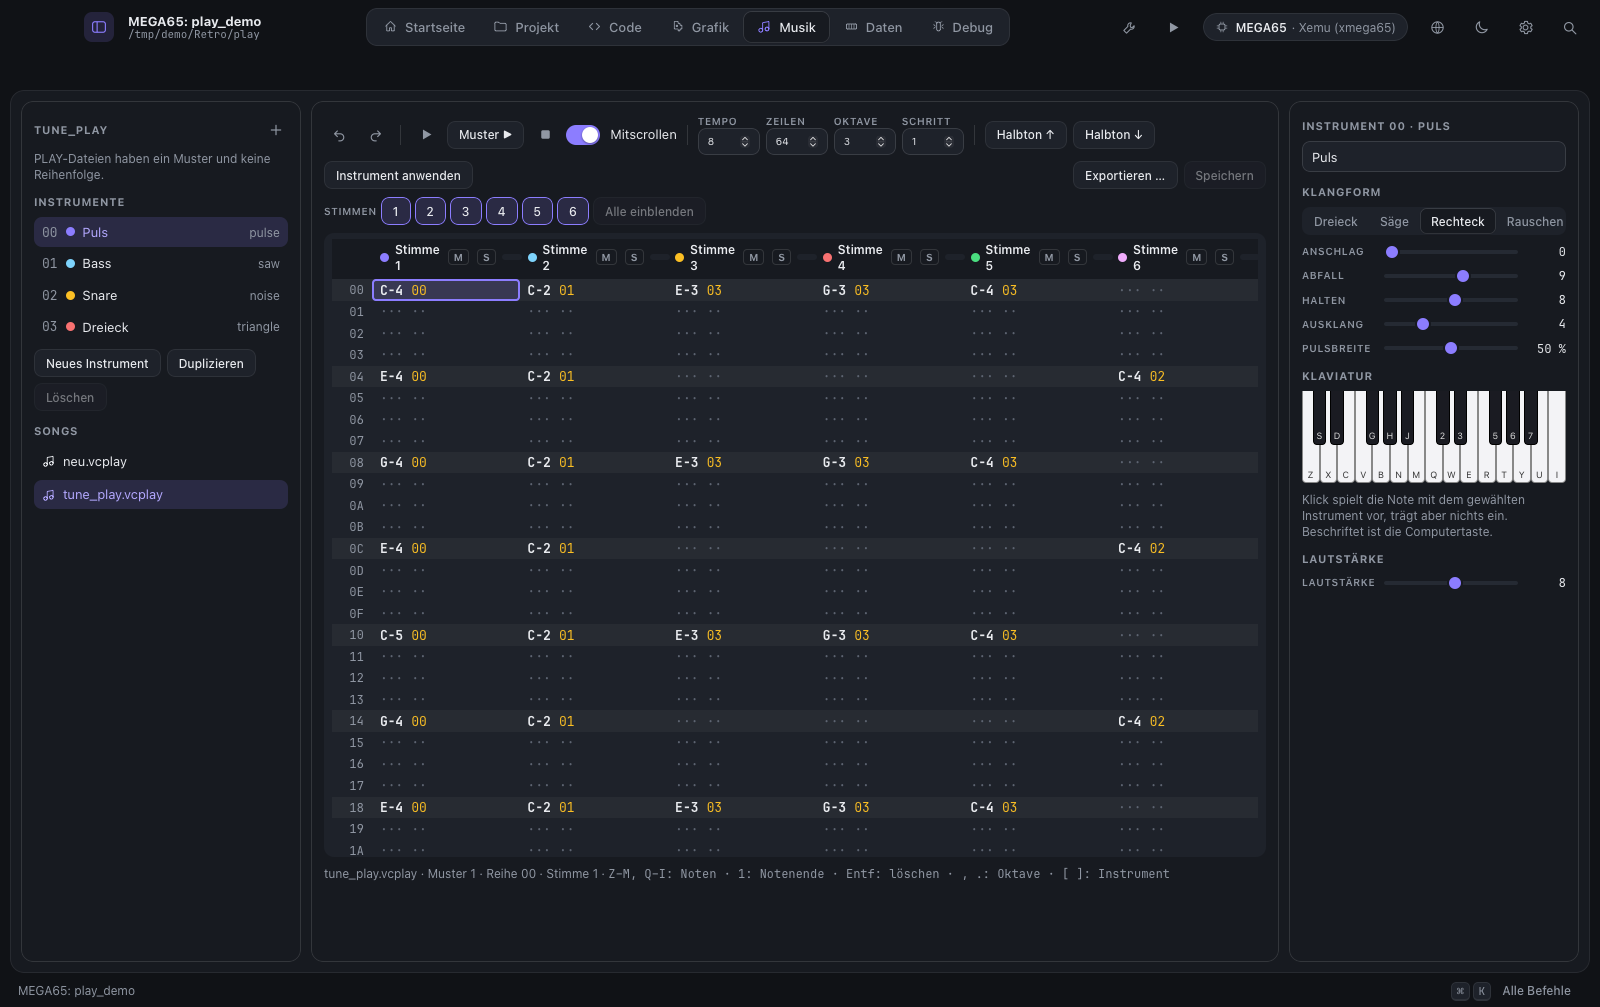 MEGA65: play_demo
/tmp/demo/Retro/play
Startseite
Projekt
Code
Grafik
Musik
Daten
Debug
MEGA65 · Xemu (xmega65)
TUNE_PLAY
PLAY-Dateien haben ein Muster und keine
Reihenfolge.
INSTRUMENTE
00 Puls pulse
01 Bass saw
02 Snare noise
03 Dreieck triangle
Neues Instrument
Duplizieren
Löschen
SONGS
neu.vcplay
tune_play.vcplay
Muster
Mitscrollen
TEMPO
8
ZEILEN
64
OKTAVE
3
SCHRITT
1
Halbton ↑
Halbton ↓
Instrument anwenden
Exportieren ...
Speichern
STIMMEN 1 2 3 4 5 6 Alle einblenden
Stimme 1 M S Stimme 2 M S Stimme 3 M S Stimme 4 M S Stimme 5 M S Stimme 6 M S
00 C-4 00 C-2 01 E-3 03 G-3 03 C-4 03 ··· ··
01 ··· ·· ··· ·· ··· ·· ··· ·· ··· ·· ··· ··
02 ··· ·· ··· ·· ··· ·· ··· ·· ··· ·· ··· ··
03 ··· ·· ··· ·· ··· ·· ··· ·· ··· ·· ··· ··
04 E-4 00 C-2 01 ··· ·· ··· ·· ··· ·· C-4 02
05 ··· ·· ··· ·· ··· ·· ··· ·· ··· ·· ··· ··
06 ··· ·· ··· ·· ··· ·· ··· ·· ··· ·· ··· ··
07 ··· ·· ··· ·· ··· ·· ··· ·· ··· ·· ··· ··
08 G-4 00 C-2 01 E-3 03 G-3 03 C-4 03 ··· ··
09 ··· ·· ··· ·· ··· ·· ··· ·· ··· ·· ··· ··
0A ··· ·· ··· ·· ··· ·· ··· ·· ··· ·· ··· ··
0B ··· ·· ··· ·· ··· ·· ··· ·· ··· ·· ··· ··
0C E-4 00 C-2 01 ··· ·· ··· ·· ··· ·· C-4 02
0D ··· ·· ··· ·· ··· ·· ··· ·· ··· ·· ··· ··
0E ··· ·· ··· ·· ··· ·· ··· ·· ··· ·· ··· ··
0F ··· ·· ··· ·· ··· ·· ··· ·· ··· ·· ··· ··
10 C-5 00 C-2 01 E-3 03 G-3 03 C-4 03 ··· ··
11 ··· ·· ··· ·· ··· ·· ··· ·· ··· ·· ··· ··
12 ··· ·· ··· ·· ··· ·· ··· ·· ··· ·· ··· ··
13 ··· ·· ··· ·· ··· ·· ··· ·· ··· ·· ··· ··
14 G-4 00 C-2 01 ··· ·· ··· ·· ··· ·· C-4 02
15 ··· ·· ··· ·· ··· ·· ··· ·· ··· ·· ··· ··
16 ··· ·· ··· ·· ··· ·· ··· ·· ··· ·· ··· ··
17 ··· ·· ··· ·· ··· ·· ··· ·· ··· ·· ··· ··
18 E-4 00 C-2 01 E-3 03 G-3 03 C-4 03 ··· ··
19 ··· ·· ··· ·· ··· ·· ··· ·· ··· ·· ··· ··
1A ··· ·· ··· ·· ··· ·· ··· ·· ··· ·· ··· ··
tune_play.vcplay · Muster 1 · Reihe 00 · Stimme 1 · Z–M, Q–I: Noten · 1: Notenende · Entf: löschen · , .: Oktave · [ ]: Instrument
INSTRUMENT 00 · PULS
Puls
KLANGFORM
Dreieck Säge Rechteck Rauschen
ANSCHLAG 0
ABFALL 9
HALTEN 8
AUSKLANG 4
PULSBREITE 50 %
KLAVIATUR
S D G H J 2 3 5 6 7
Z X C V B N M Q W E R T Y U I
Klick spielt die Note mit dem gewählten
Instrument vor, trägt aber nichts ein.
Beschriftet ist die Computertaste.
LAUTSTÄRKE
LAUTSTÄRKE 8
MEGA65: play_demo
⌘ K Alle Befehle